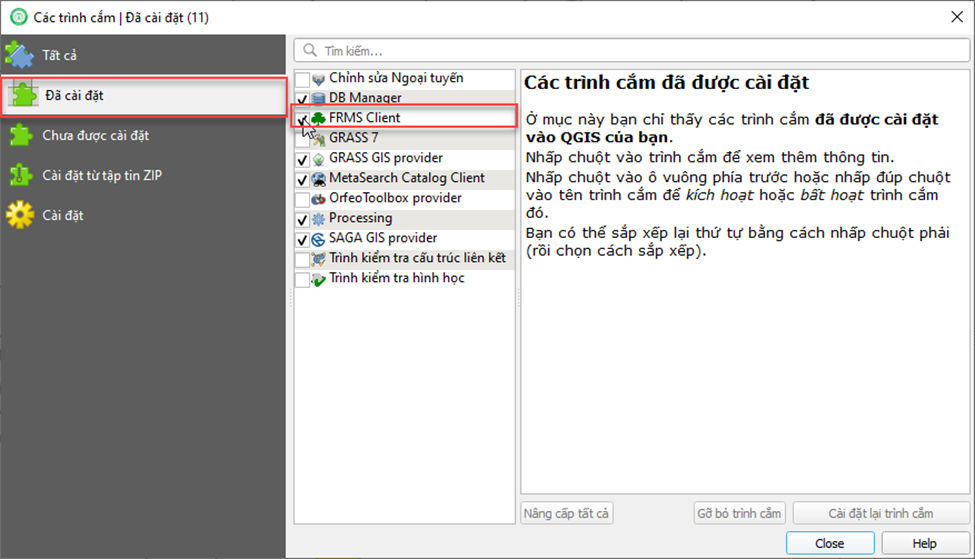 Các trình cắm | Đã cài đặt (11)
Tất cả
Đã cài đặt
Chưa được cài đặt
Cài đặt từ tập tin ZIP
Cài đặt
Tìm kiếm...
Chỉnh sửa Ngoại tuyến
DB Manager
FRMS Client
GRASS 7
GRASS GIS provider
MetaSearch Catalog Client
OrfeoToolbox provider
Processing
SAGA GIS provider
Trình kiểm tra cấu trúc liên kết
Trình kiểm tra hình học
Các trình cắm đã được cài đặt
Ở mục này bạn chỉ thấy các trình cắm đã được cài đặt
vào QGIS của bạn.
Nhấp chuột vào trình cắm để xem thêm thông tin.
Nhấp chuột vào ô vuông phía trước hoặc nhấp đúp chuột
vào tên trình cắm để kích hoạt hoặc bất hoạt trình cắm
đó.
Bạn có thể sắp xếp lại thứ tự bằng cách nhấp chuột phải
(rồi chọn cách sắp xếp).
Nâng cấp tất cả
Gỡ bỏ trình cắm
Cài đặt lại trình cắm
Close
Help